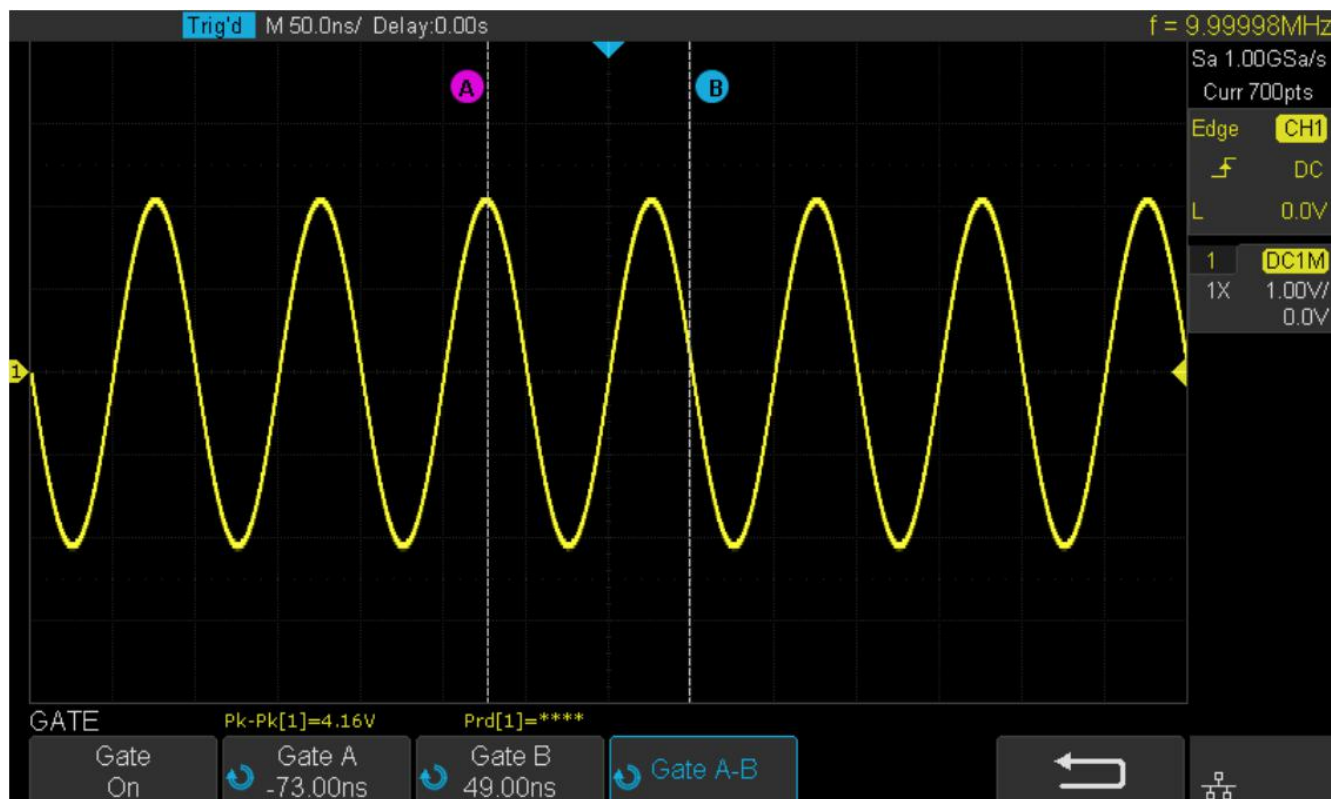 Trig'd M 50.0ns/ Delay:0.00s f = 9.99998MHz
Sa 1.00GSa/s
Curr 700pts
A B
Edge CH1
DC
L 0.0V
1 DC1M
1X 1.00V/
0.0V
1
GATE Pk-Pk[1]=4.16V Prd[1]=****
Gate
On
Gate A
-73.00ns
Gate B
49.00ns
Gate A-B